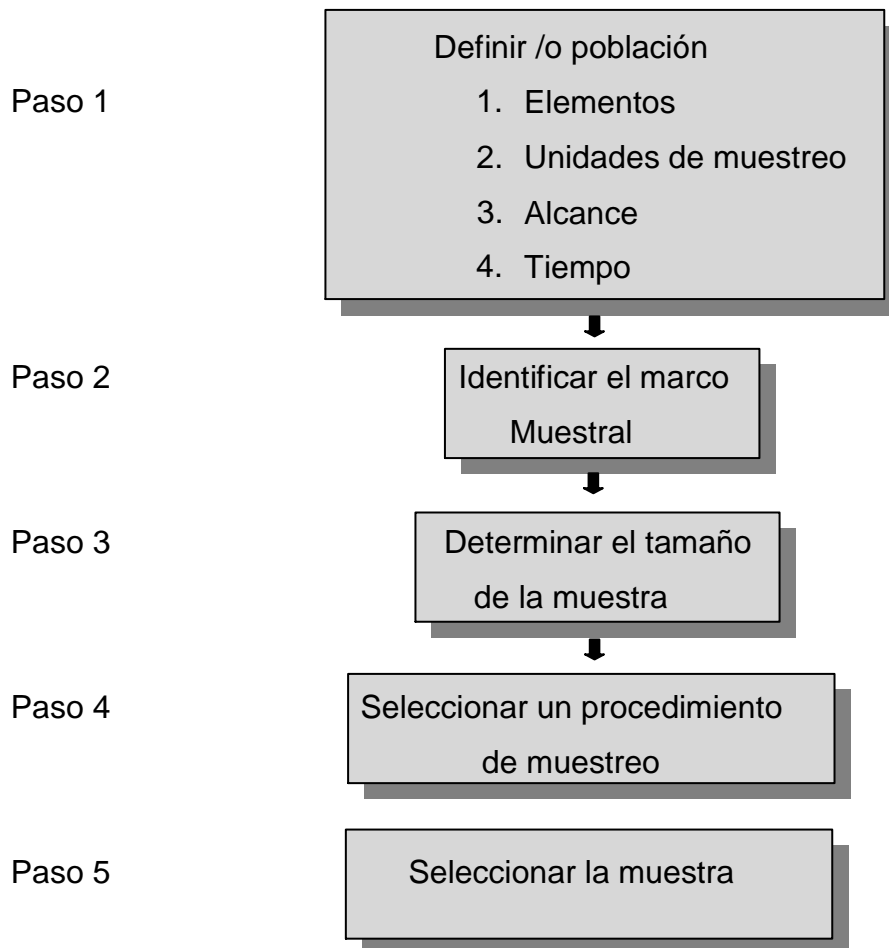 Definir /o población
Paso 1
1. Elementos
2. Unidades de muestreo
3. Alcance
4. Tiempo
Paso 2
Identificar el marco
Muestral
Paso 3
Determinar el tamaño
de la muestra
Paso 4
Seleccionar un procedimiento
de muestreo
Paso 5
Seleccionar la muestra